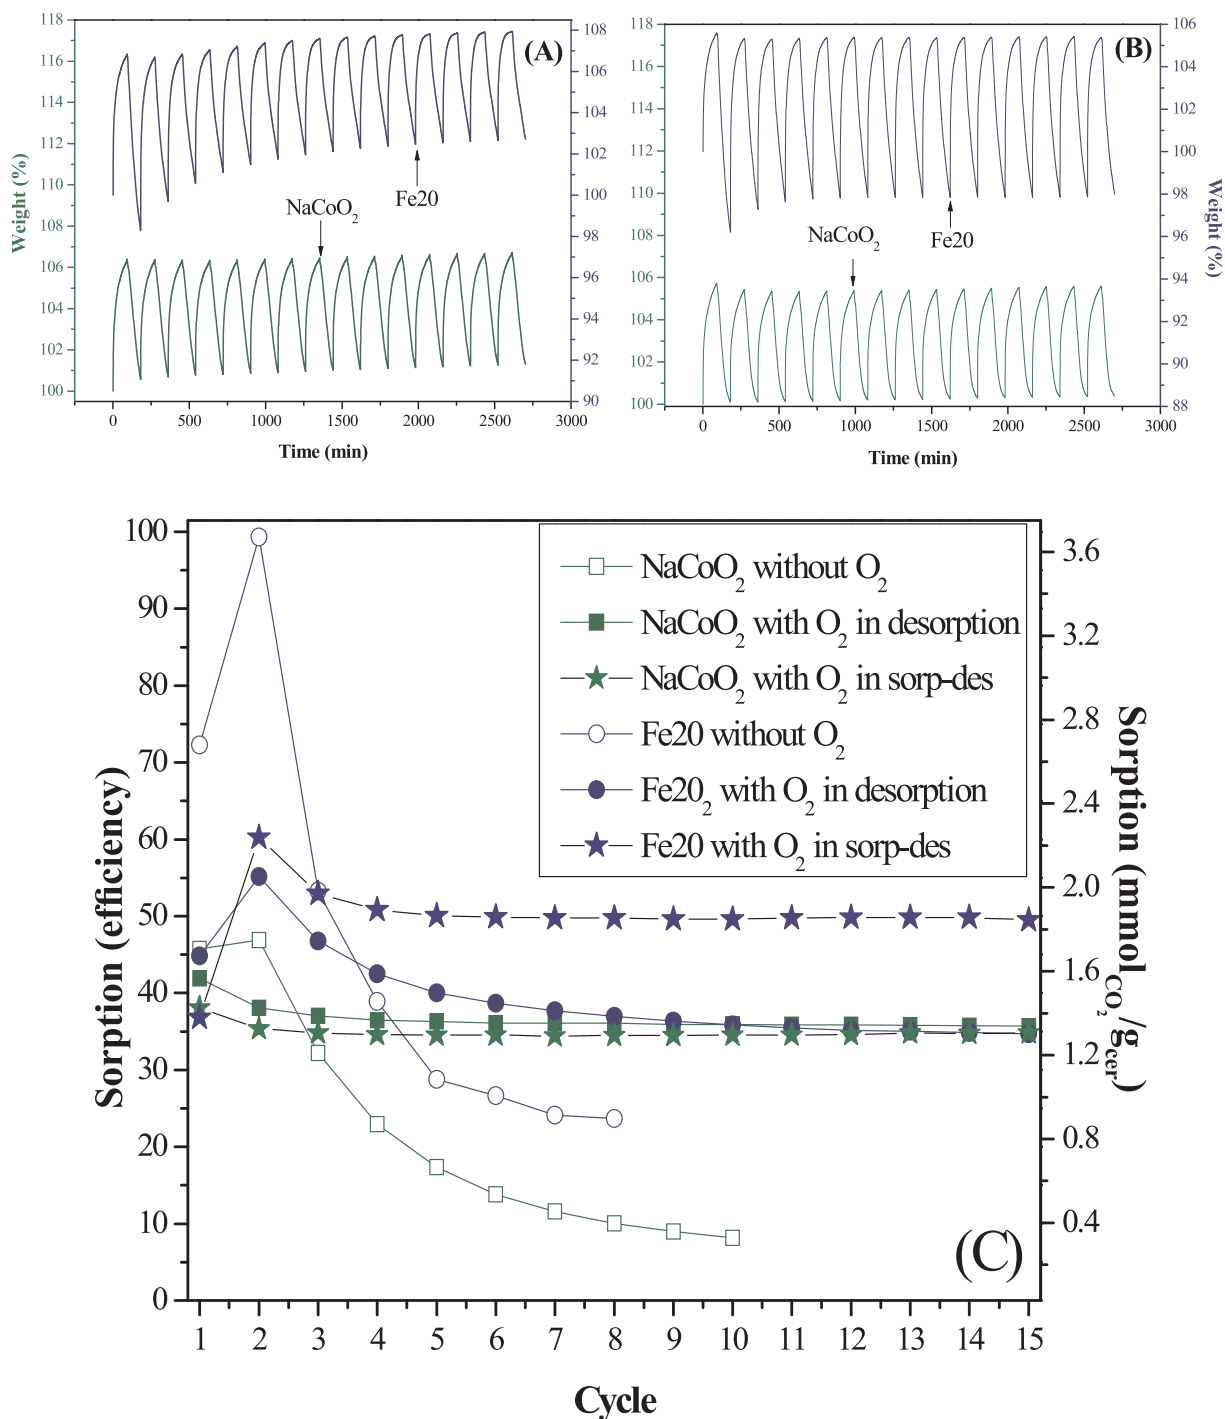 118
116
114
112
110
108
106
104
102
100
Weight (%)
108
106
104
102
100
98
96
94
92
90
(A)
Fe20
NaCoO₂
0 500 1000 1500 2000 2500 3000
Time (min)
118
116
114
112
110
108
106
104
102
100
106
104
102
100
98
96
94
92
90
88
Weight (%)
(B)
NaCoO₂
Fe20
0 500 1000 1500 2000 2500 3000
Time (min)
100
90
80
70
60
50
40
30
20
10
0
Sorption (efficiency)
NaCoO₂ without O₂
NaCoO₂ with O₂ in desorption
NaCoO₂ with O₂ in sorp-des
Fe20 without O₂
Fe20₂ with O₂ in desorption
Fe20 with O₂ in sorp-des
3.6
3.2
2.8
2.4
2.0
1.6
1.2
0.8
0.4
Sorption (mmol CO₂/g cer)
(C)
1 2 3 4 5 6 7 8 9 10 11 12 13 14 15
Cycle